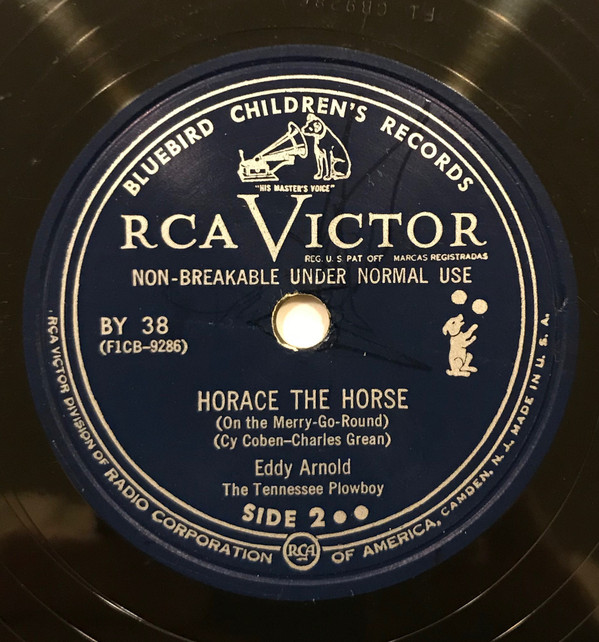 BLUEBIRD CHILDREN'S RECORDS
"HIS MASTER'S VOICE"
RCA VICTOR
REG. U. S. PAT OFF MARCAS REGISTRADAS
NON-BREAKABLE UNDER NORMAL USE
BY 38
(F1CB-9286)
HORACE THE HORSE
(On the Merry-Go-Round)
(Cy Coben–Charles Grean)
Eddy Arnold
The Tennessee Plowboy
SIDE 2
RCA VICTOR DIVISION OF RADIO CORPORATION OF AMERICA, CAMDEN, N. J. MADE IN U. S. A.
RCA